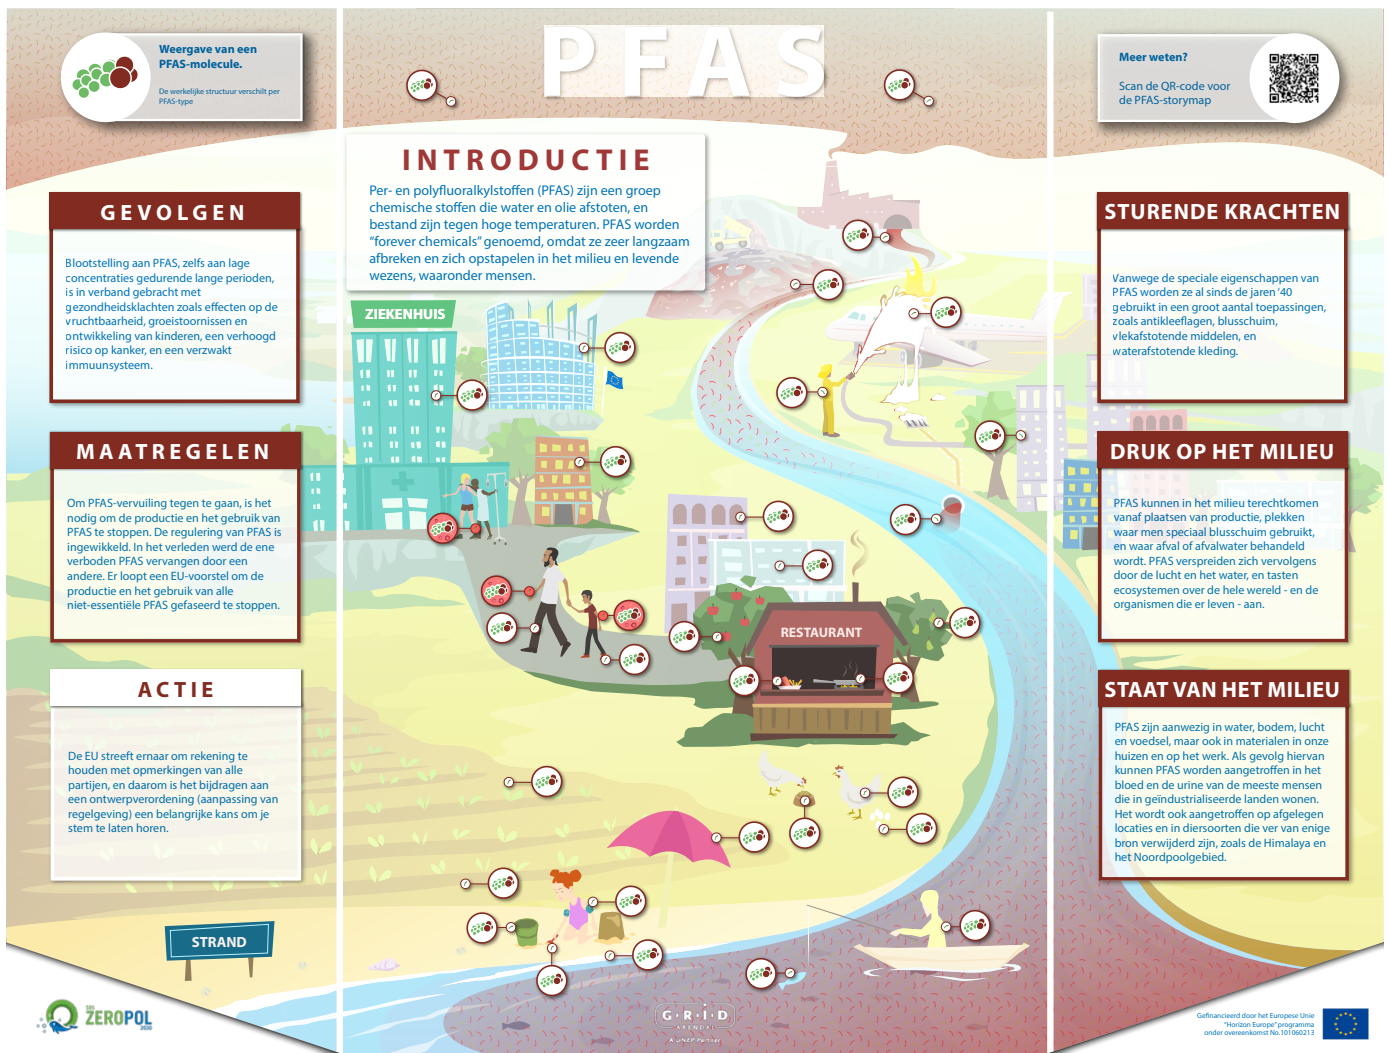 PFAS
Weergave van een
PFAS-molecule.
De werkelijke structuur verschilt per
PFAS-type
Meer weten?
Scan de QR-code voor
de PFAS-storymap
INTRODUCTIE
Per- en polyfluoralkylstoffen (PFAS) zijn een groep
chemische stoffen die water en olie afstoten, en
bestand zijn tegen hoge temperaturen. PFAS worden
“forever chemicals” genoemd, omdat ze zeer langzaam
afbreken en zich opstapelen in het milieu en levende
wezens, waaronder mensen.
GEVOLGEN
Blootstelling aan PFAS, zelfs aan lage
concentraties gedurende lange perioden,
is in verband gebracht met
gezondheidsklachten zoals effecten op de
vruchtbaarheid, groeistoornissen en
ontwikkeling van kinderen, een verhoogd
risico op kanker, en een verzwakt
immuunsysteem.
MAATREGELEN
Om PFAS-vervuiling tegen te gaan, is het
nodig om de productie en het gebruik van
PFAS te stoppen. De regulering van PFAS is
ingewikkeld. In het verleden werd de ene
verboden PFAS vervangen door een
andere. Er loopt een EU-voorstel om de
productie en het gebruik van alle
niet-essentiële PFAS gefaseerd te stoppen.
ACTIE
De EU streeft ernaar om rekening te
houden met opmerkingen van alle
partijen, en daarom is het bijdragen aan
een ontwerpverordening (aanpassing van
regelgeving) een belangrijke kans om je
stem te laten horen.
ZIEKENHUIS
RESTAURANT
STRAND
STURENDE KRACHTEN
Vanwege de speciale eigenschappen van
PFAS worden ze al sinds de jaren ’40
gebruikt in een groot aantal toepassingen,
zoals antikleeflagen, blusschuim,
vlekafstotende middelen, en
waterafstotende kleding.
DRUK OP HET MILIEU
PFAS kunnen in het milieu terechtkomen
vanaf plaatsen van productie, plekken
waar men speciaal blusschuim gebruikt,
en waar afval of afvalwater behandeld
wordt. PFAS verspreiden zich vervolgens
door de lucht en het water, en tasten
ecosystemen over de hele wereld - en de
organismen die er leven - aan.
STAAT VAN HET MILIEU
PFAS zijn aanwezig in water, bodem, lucht
en voedsel, maar ook in materialen in onze
huizen en op het werk. Als gevolg hiervan
kunnen PFAS worden aangetroffen in het
bloed en de urine van de meeste mensen
die in geïndustrialiseerde landen wonen.
Het wordt ook aangetroffen op afgelegen
locaties en in diersoorten die ver van enige
bron verwijderd zijn, zoals de Himalaya en
het Noordpoolgebied.
ZEROPOL
2030
GRID
ARENDAL
A UNEP Partner
Gefinancieerd door het Europese Unie
"Horizon Europe" programma
onder overeenkomst No.101060213